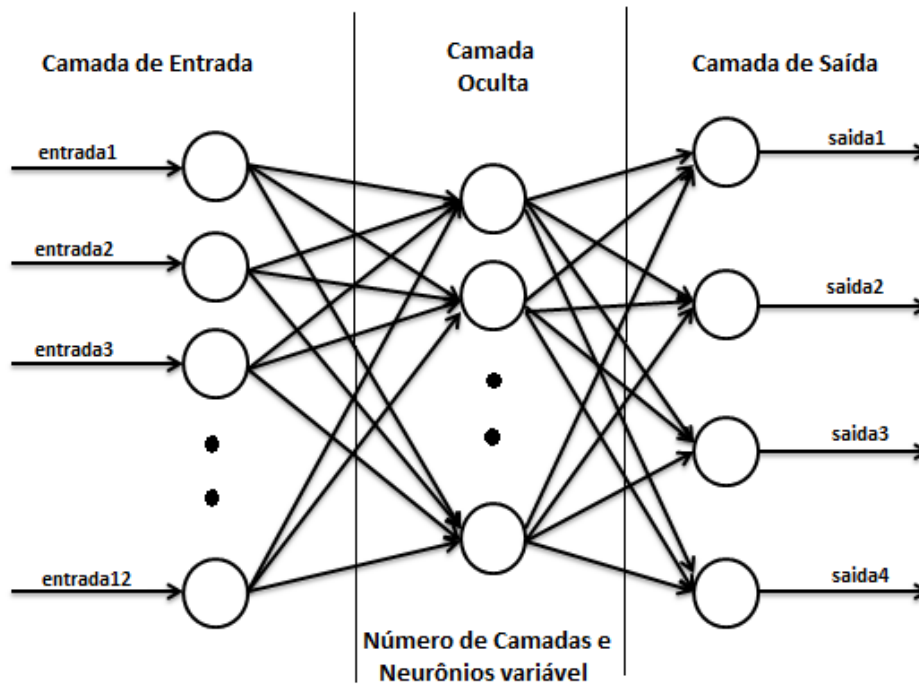 Camada de Entrada
Camada
Oculta
Camada de Saída
entrada1
entrada2
entrada3
entrada12
saida1
saida2
saida3
saida4
Número de Camadas e
Neurônios variável